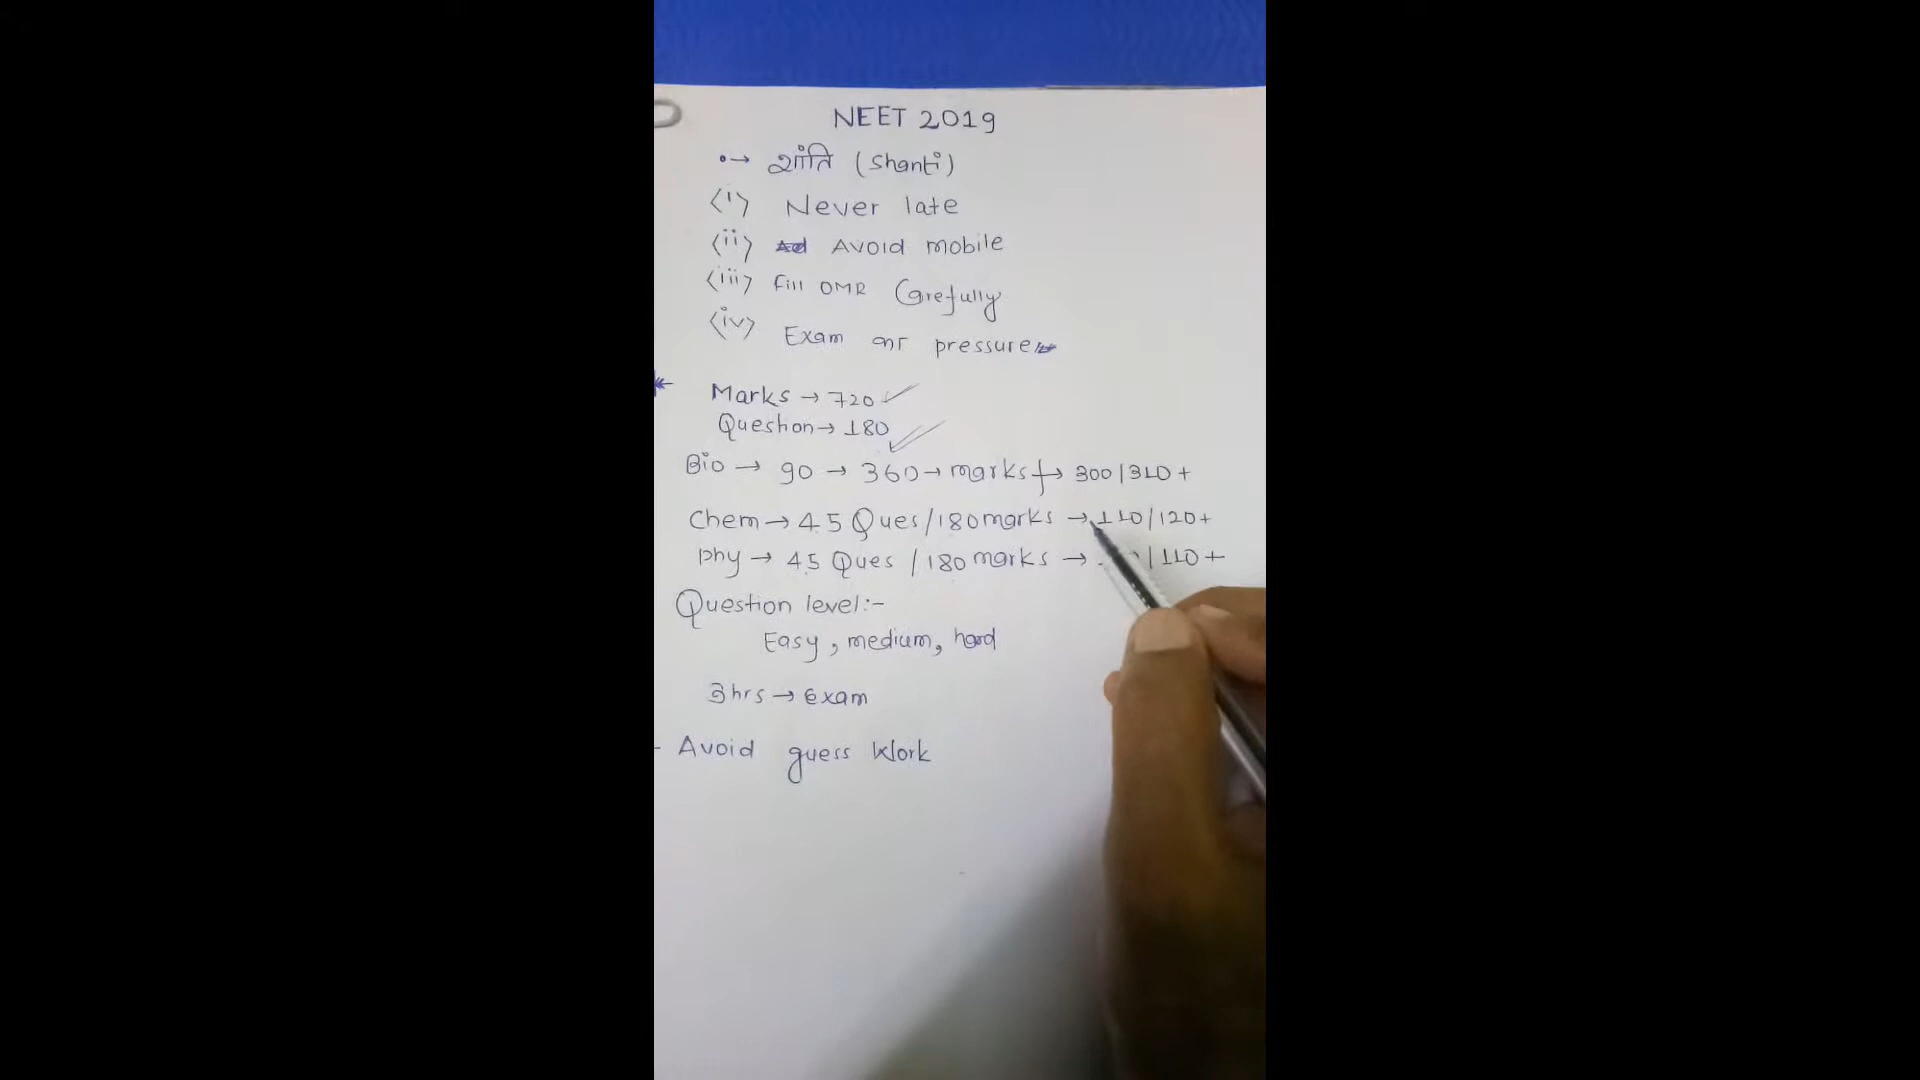 NEET 2019
•→ शांति (Shanti)
(i) Never late
(ii) Avoid mobile
(iii) Fill OMR Carefully
(iv) Exam का pressure
Marks → 720
Question → 180
Bio → 90 → 360 → marks → 300/310 +
Chem → 45 Ques/180 marks → 110/120+
Phy → 45 Ques /180 marks → /110+
Question level:-
Easy, medium, hard
3hrs → exam
- Avoid guess Work